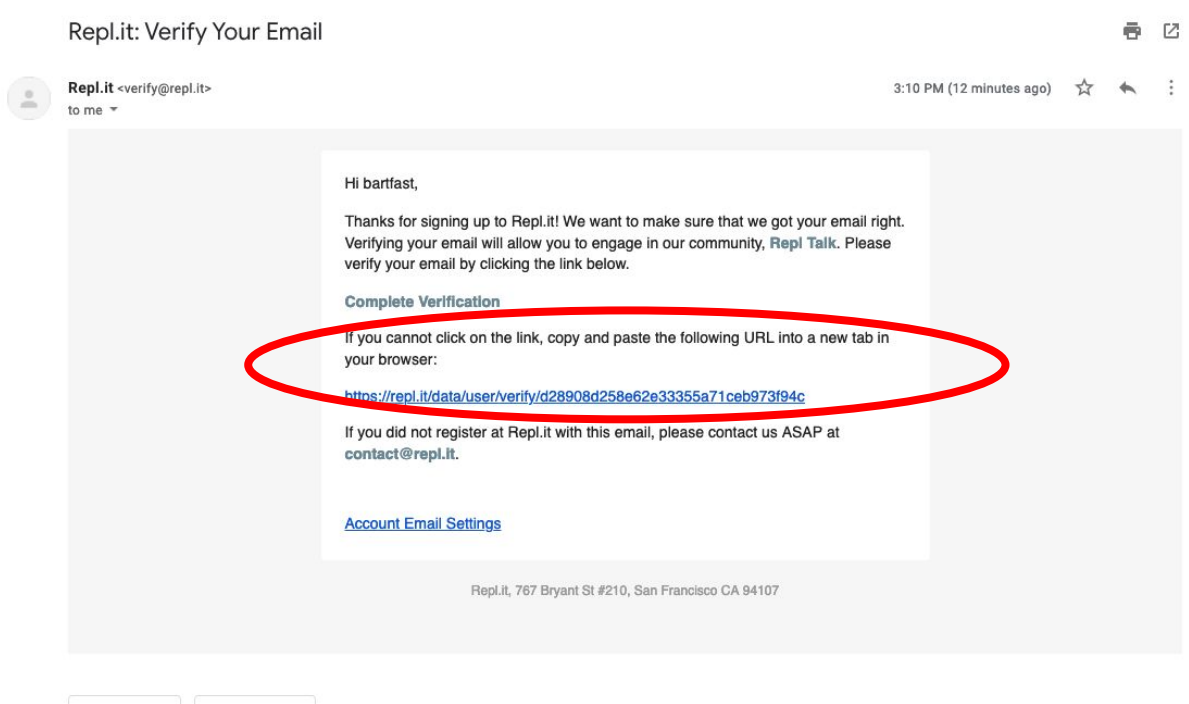 Repl.it: Verify Your Email
Repl.it <verify@repl.it>
3:10 PM (12 minutes ago)
to me
Hi bartfast,
Thanks for signing up to Repl.it! We want to make sure that we got your email right.
Verifying your email will allow you to engage in our community, Repl Talk. Please
verify your email by clicking the link below.
Complete Verification
If you cannot click on the link, copy and paste the following URL into a new tab in
your browser:
https://repl.it/data/user/verify/d28908d258e62e33355a71ceb973f94c
If you did not register at Repl.it with this email, please contact us ASAP at
contact@repl.it.
Account Email Settings
Repl.it, 767 Bryant St #210, San Francisco CA 94107